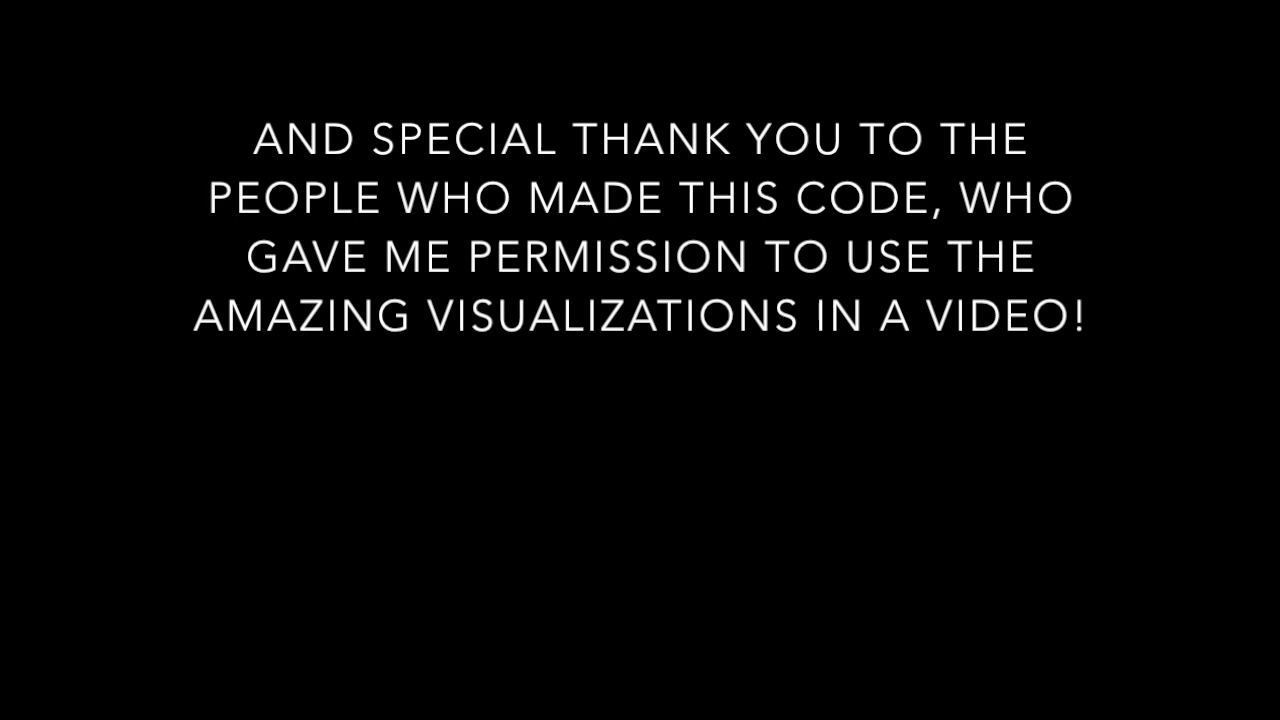 AND SPECIAL THANK YOU TO THE
PEOPLE WHO MADE THIS CODE, WHO
GAVE ME PERMISSION TO USE THE
AMAZING VISUALIZATIONS IN A VIDEO!